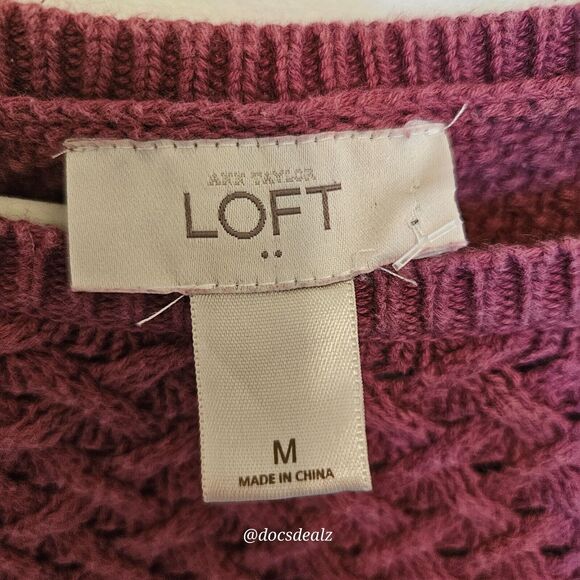 ANN TAYLOR
LOFT
M
MADE IN CHINA
@docsdealz